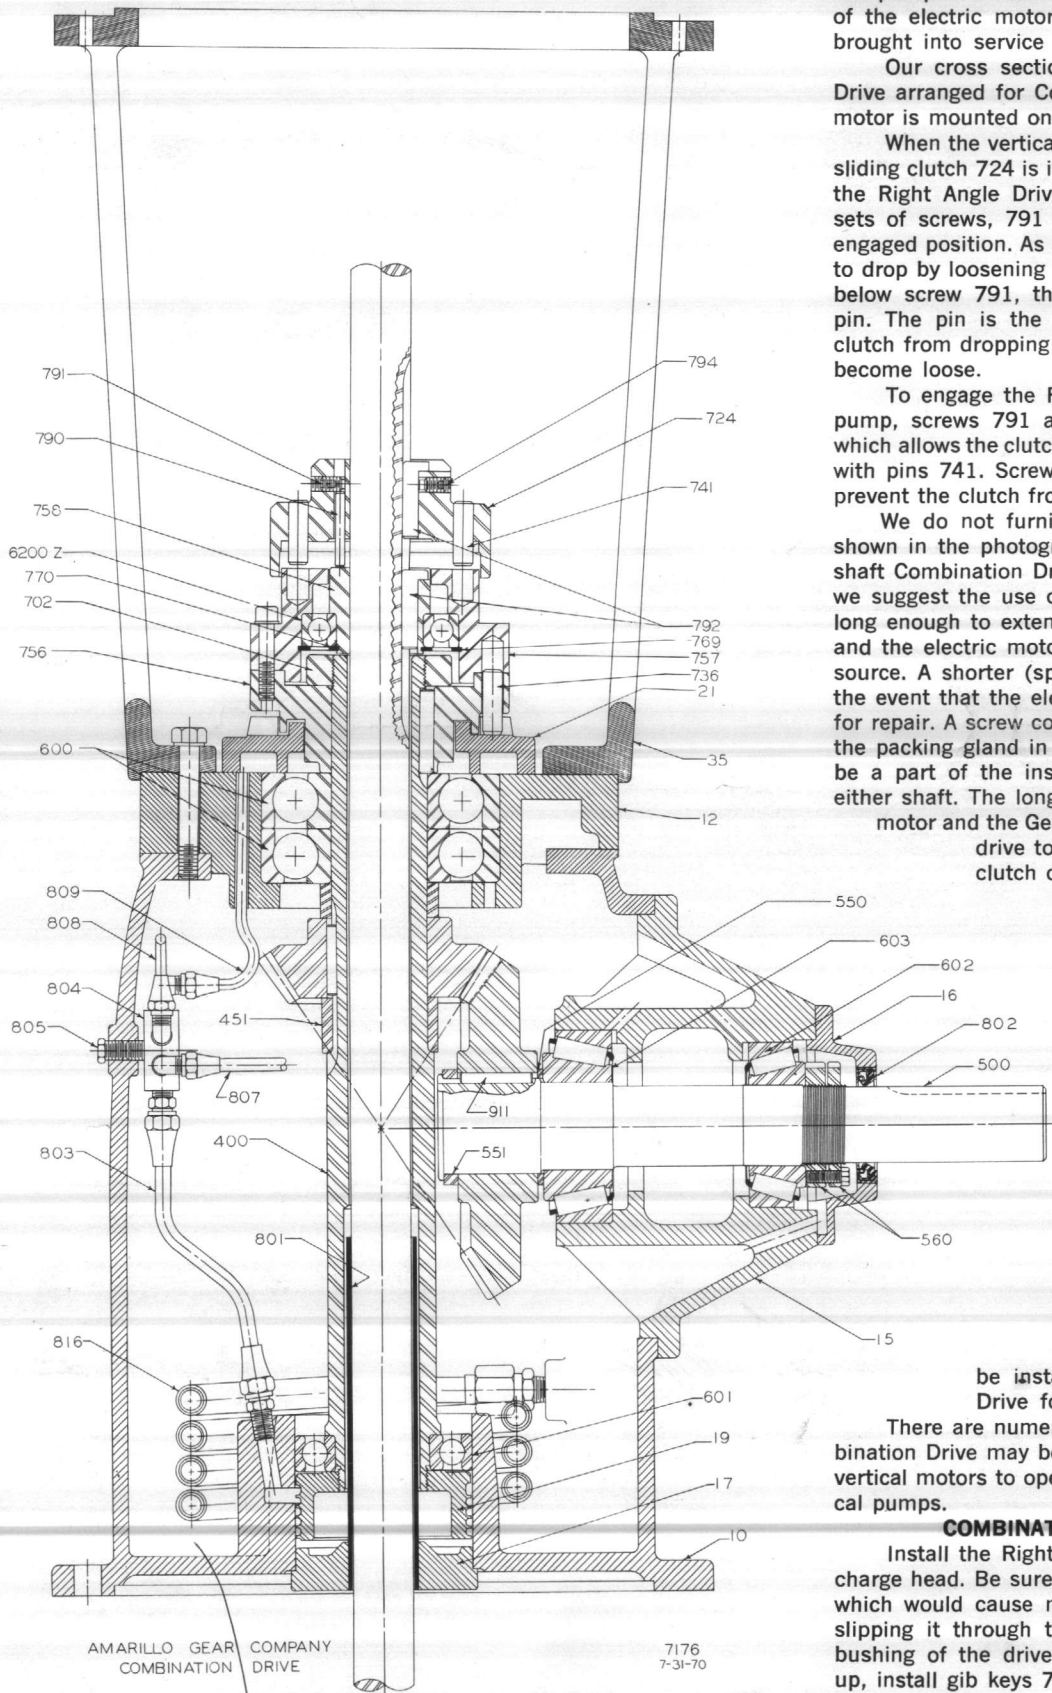 of the electric motor
brought into service
Our cross sectio
Drive arranged for Co
motor is mounted on
When the vertica
sliding clutch 724 is i
the Right Angle Driv
sets of screws, 791
engaged position. As
to drop by loosening
below screw 791, th
pin. The pin is the
clutch from dropping
become loose.
To engage the R
pump, screws 791 a
which allows the clutc
with pins 741. Screw
prevent the clutch fro
We do not furni
shown in the photogr
shaft Combination Dr
we suggest the use o
long enough to exten
and the electric moto
source. A shorter (sp
the event that the ele
for repair. A screw co
the packing gland in
be a part of the ins
either shaft. The long
motor and the Ge
drive to
clutch c
791
790
758
6200 Z
770
702
756
600
809
808
804
805
451
807
803
400
801
816
794
724
741
792
769
757
736
21
35
12
550
603
602
16
802
500
911
551
560
15
601
19
17
10
be insta
Drive fo
There are numer
bination Drive may be
vertical motors to ope
cal pumps.
COMBINAT
Install the Right
charge head. Be sure
which would cause m
slipping it through t
bushing of the drive
up, install gib keys 7
AMARILLO GEAR COMPANY
COMBINATION DRIVE
7176
7-31-70